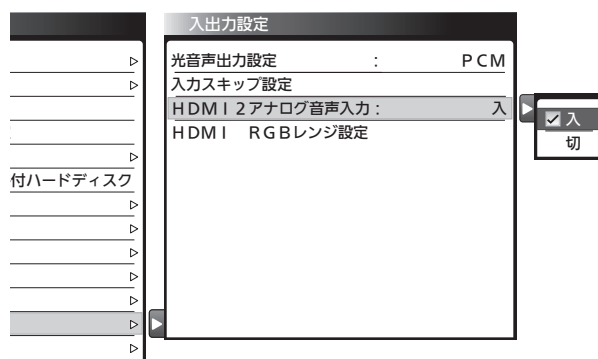 付ハードディスク
入出力設定
光音声出力設定 : PCM
入力スキップ設定
HDMI2アナログ音声入力: 入
HDMI RGBレンジ設定
入
切